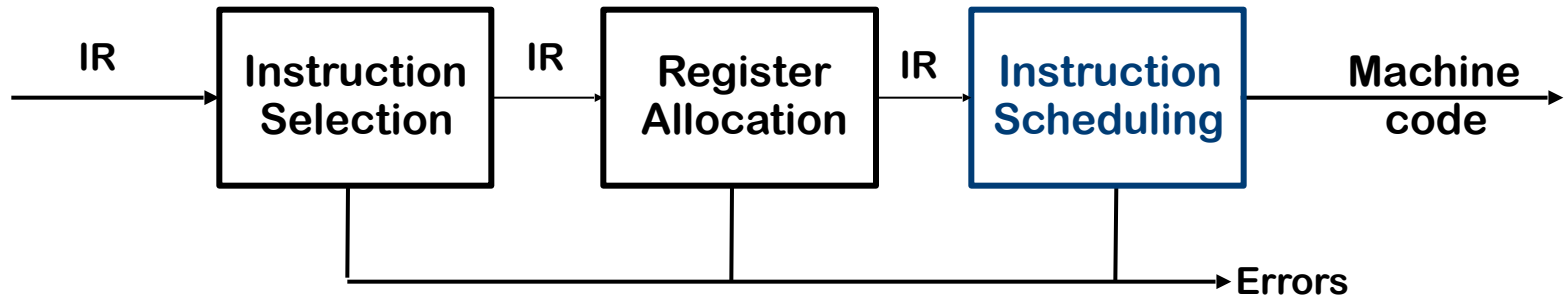 IR
Instruction
Selection
IR
Register
Allocation
IR
Instruction
Scheduling
Machine
code
Errors